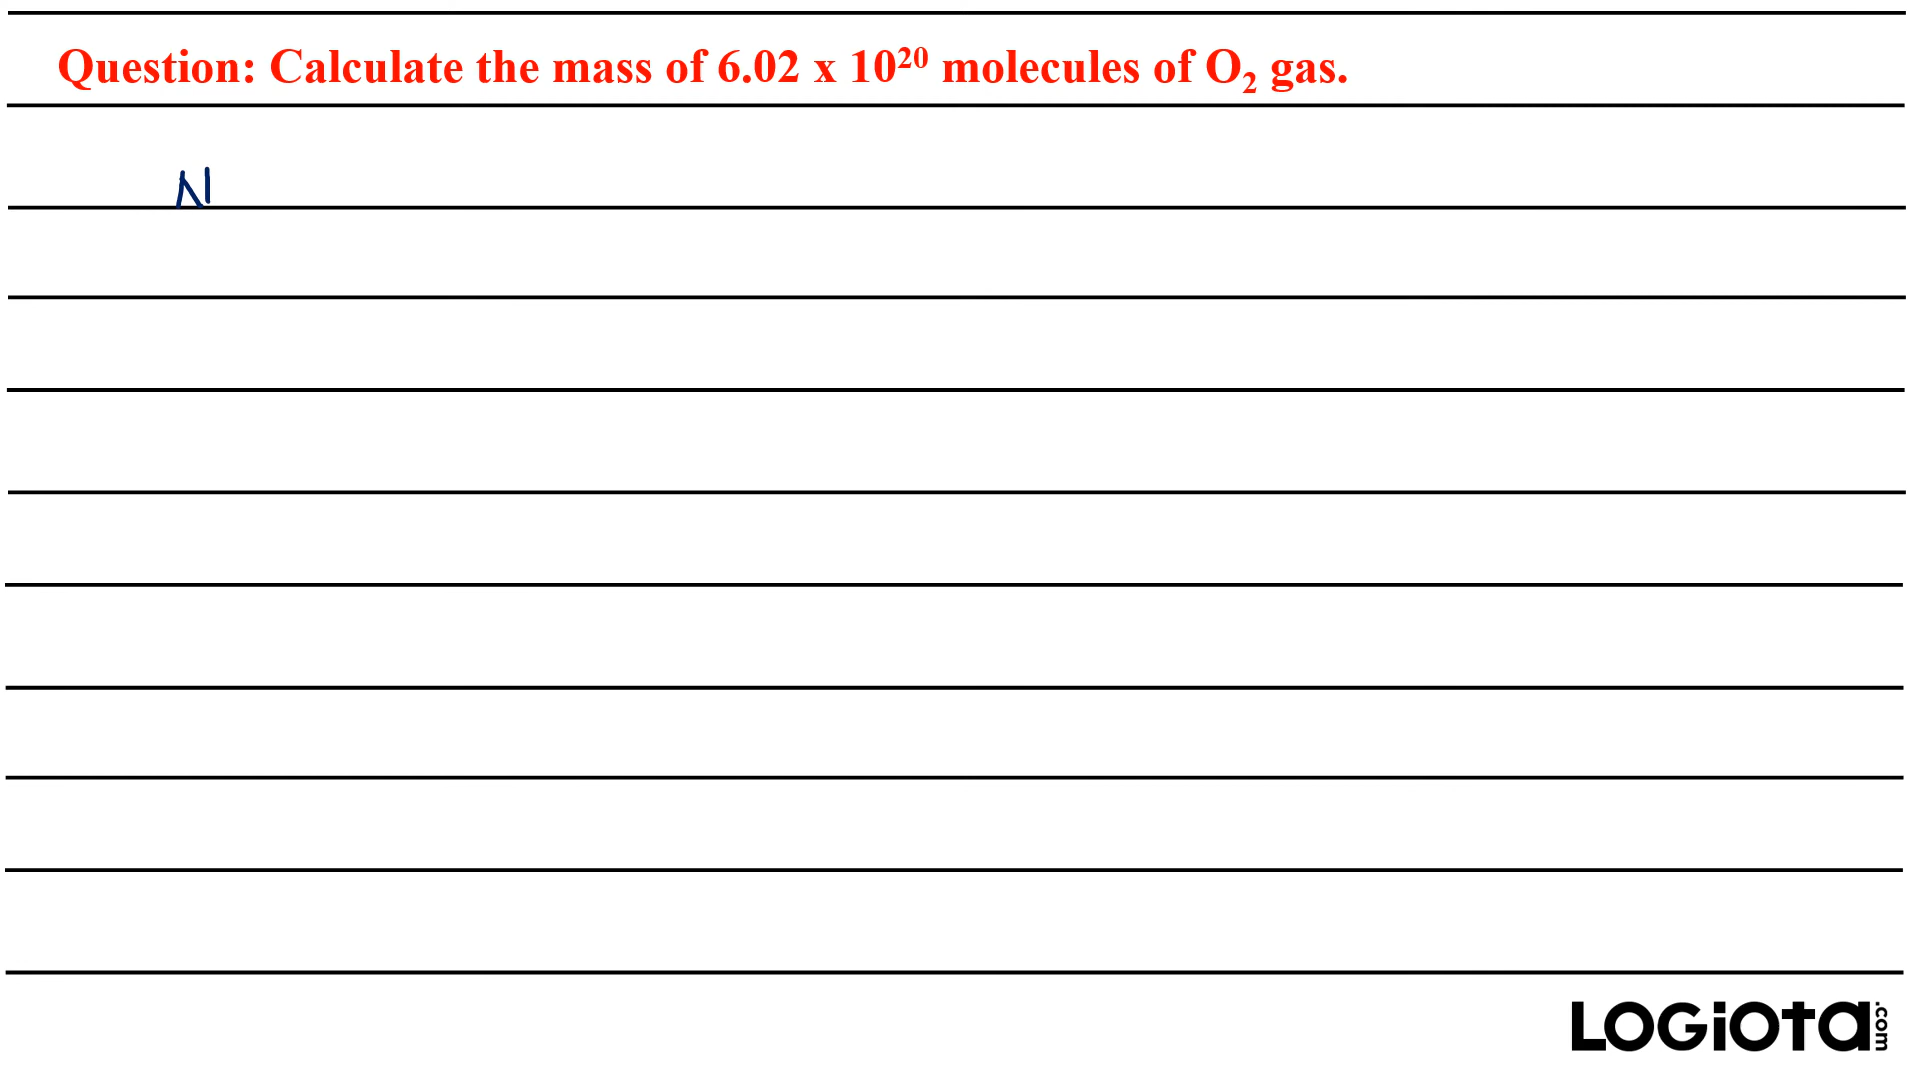 Question: Calculate the mass of 6.02 x 10²⁰ molecules of O₂ gas.
N
LOGiOta.com